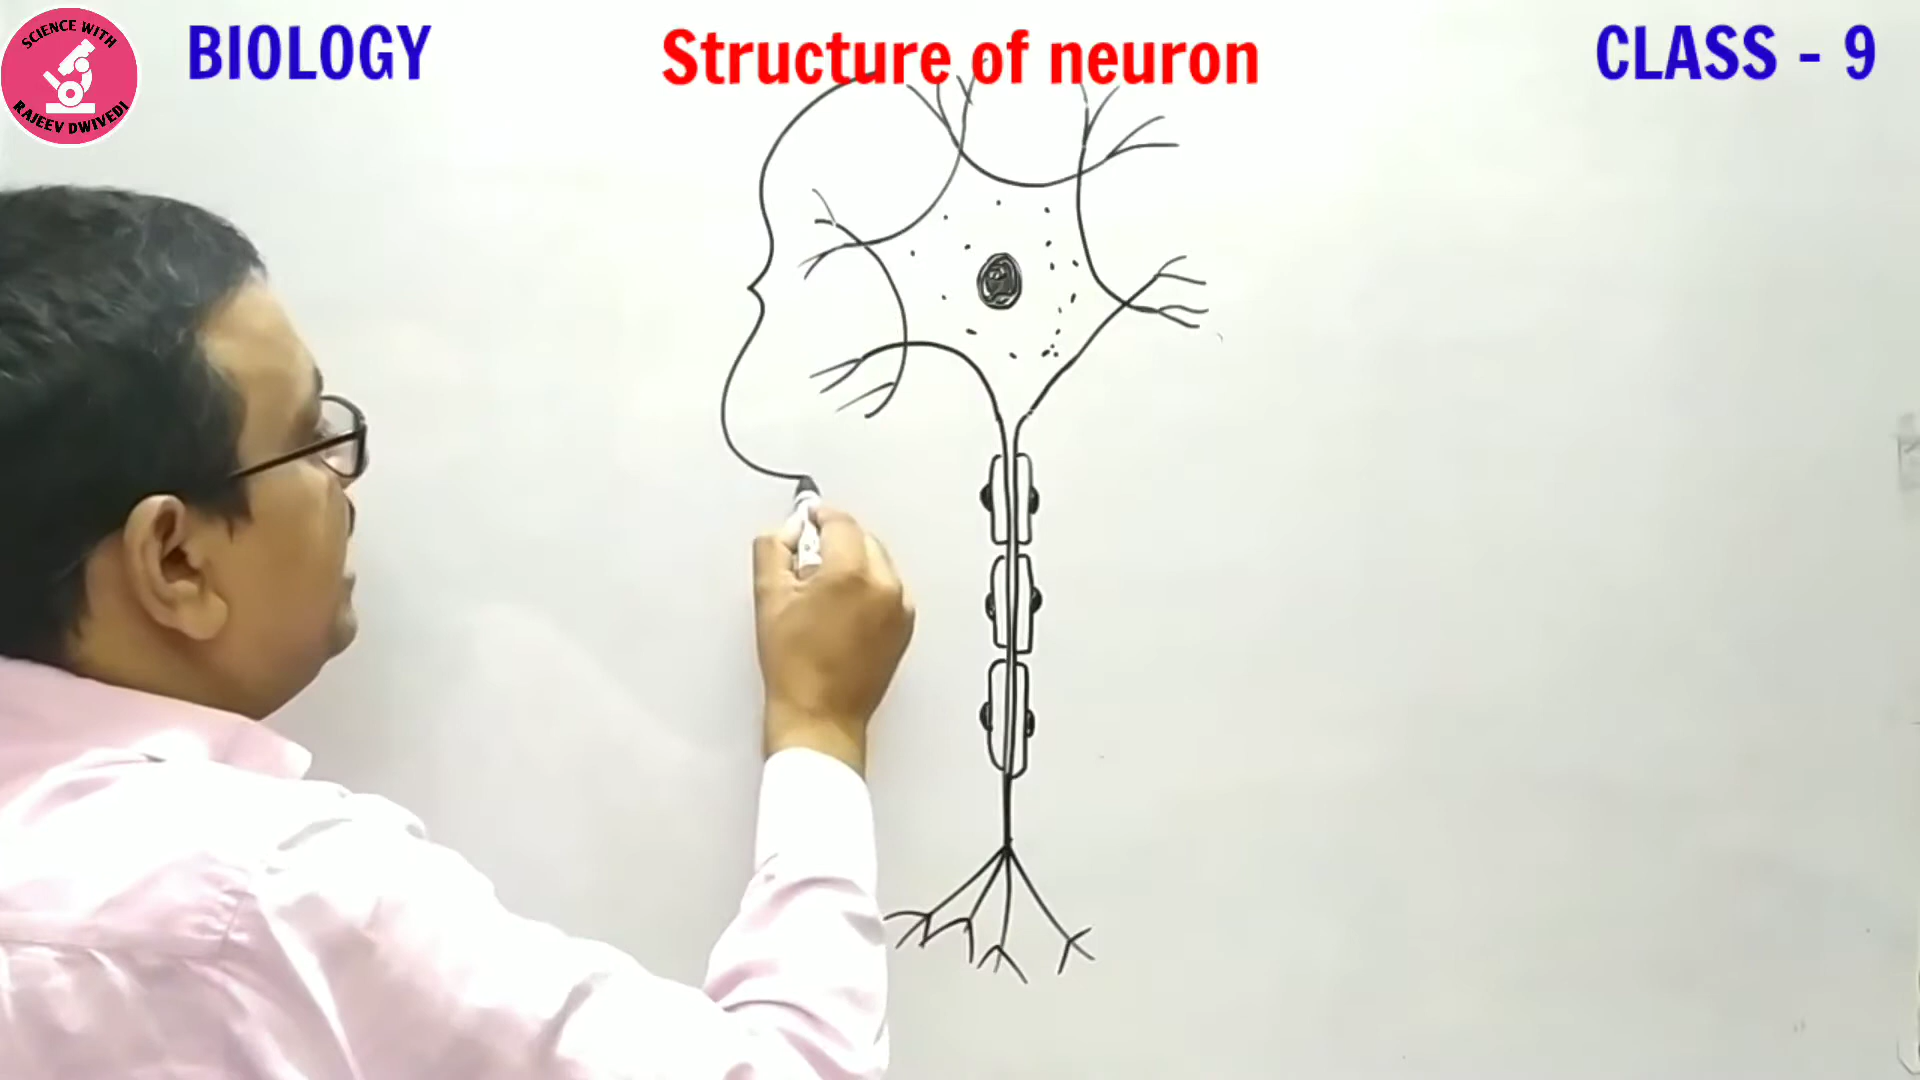 SCIENCE WITH
RAJEEV DWIVEDI
BIOLOGY
Structure of neuron
CLASS - 9